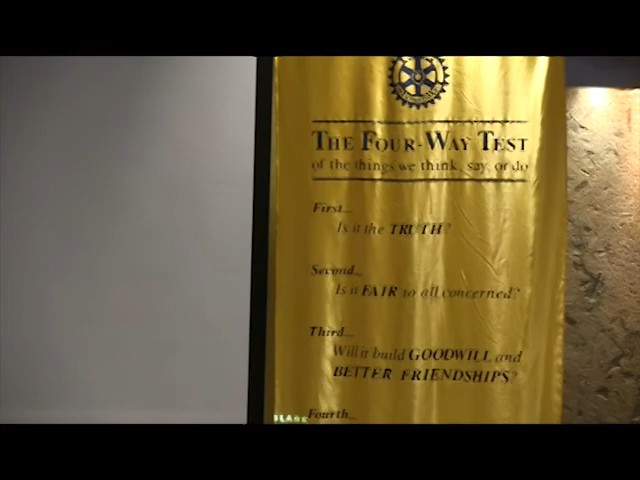 THE FOUR-WAY TEST
of the things we think, say, or do
First...
Is it the TRUTH?
Second...
Is it FAIR to all concerned?
Third...
Will it build GOODWILL and
BETTER FRIENDSHIPS?
Fourth...